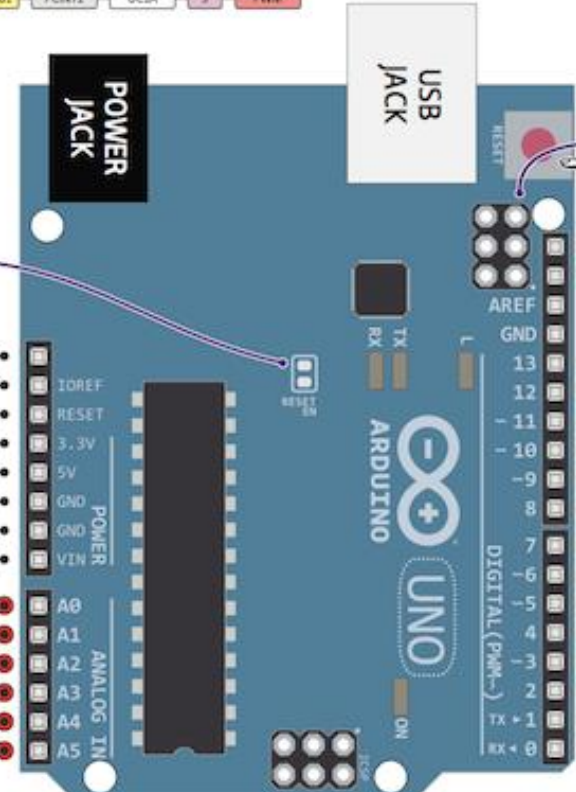 POWER
JACK
USB
JACK
RESET
AREF
GND
13
12
~ 11
~ 10
~9
8
7
~6
~5
4
~3
2
TX ▸ 1
RX ◂ 0
DIGITAL (PWM~)
RX
TX
L
RESET
EN
ARDUINO
UNO
ON
ICSP
IOREF
RESET
3.3V
5V
GND
GND
VIN
POWER
A0
A1
A2
A3
A4
A5
ANALOG IN